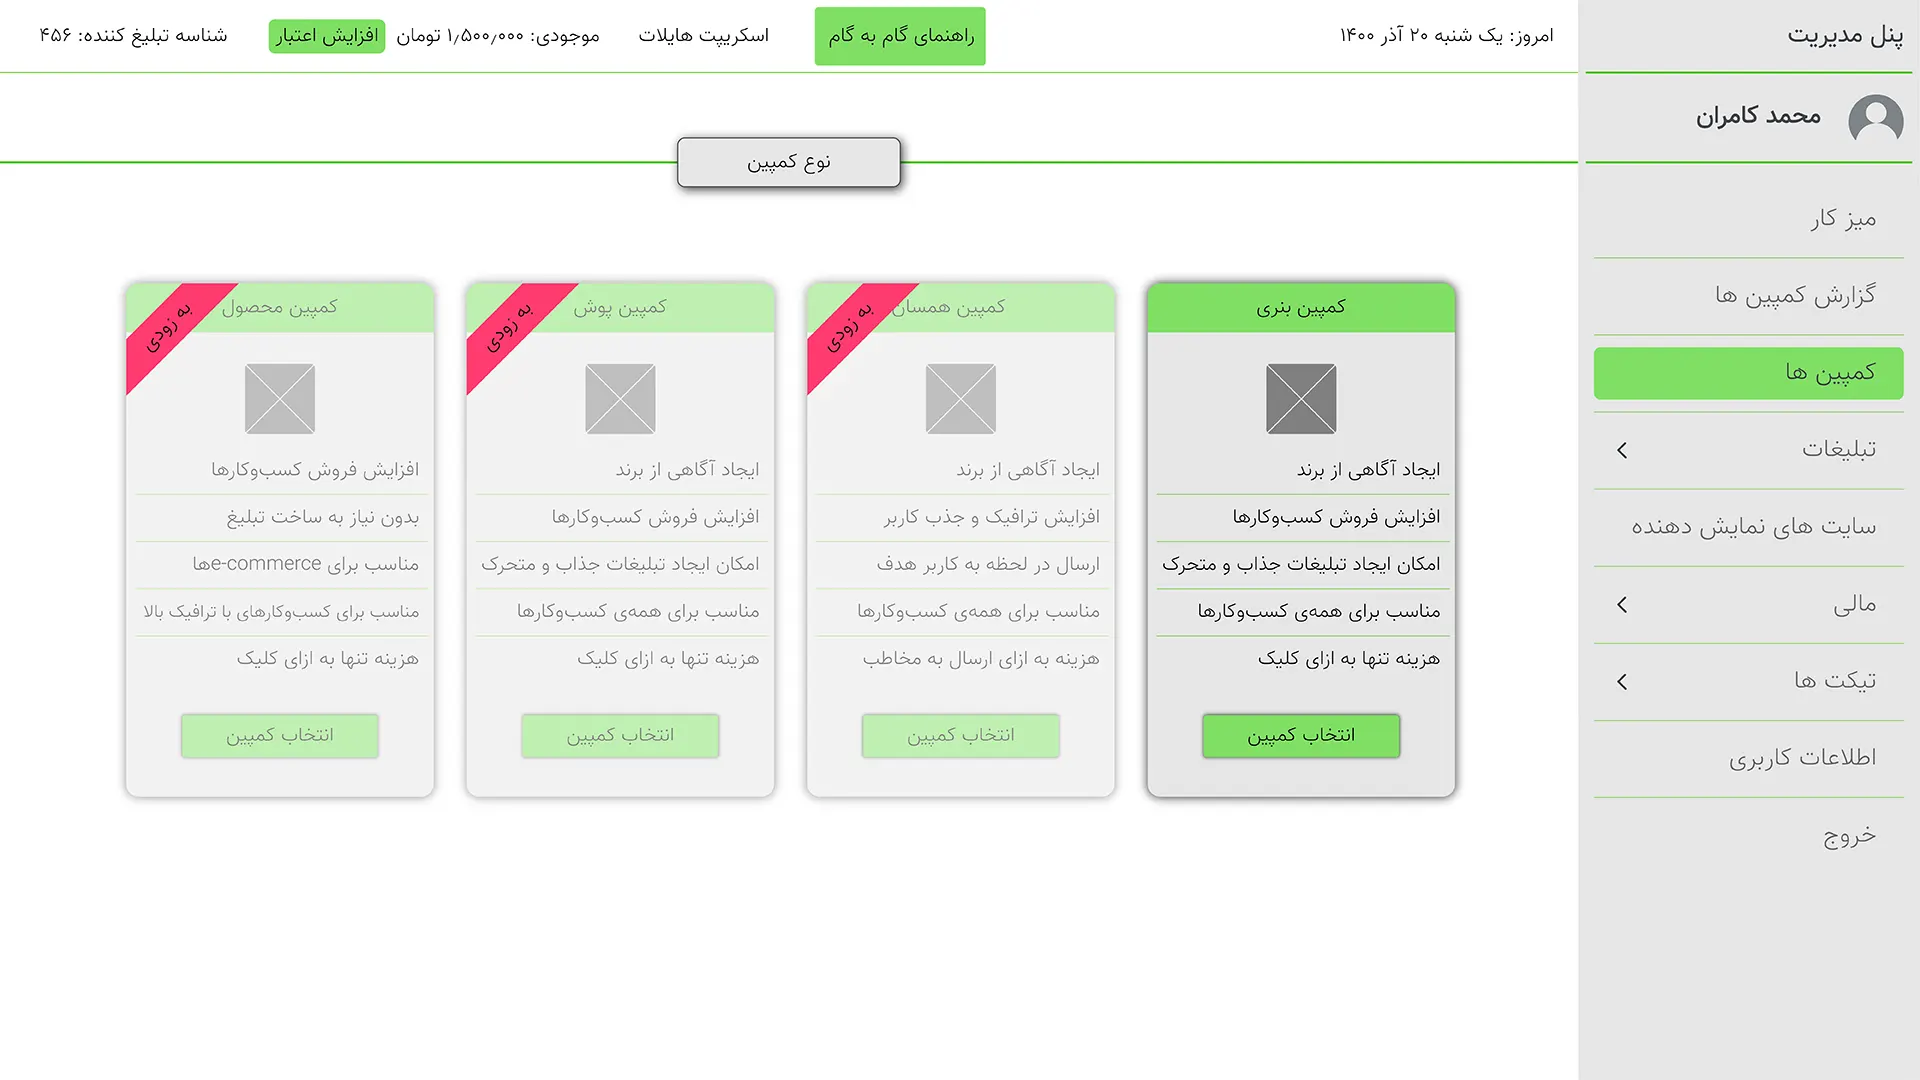 پنل مدیریت
محمد کامران
میز کار
گزارش کمپین ها
کمپین ها
تبلیغات
سایت های نمایش دهنده
مالی
تیکت ها
اطلاعات کاربری
خروج
امروز: یک شنبه ۲۰ آذر ۱۴۰۰
راهنمای گام به گام
اسکریپت هایلات
موجودی: ۱٫۵۰۰٫۰۰۰ تومان
افزایش اعتبار
شناسه تبلیغ کننده: ۴۵۶
نوع کمپین
کمپین بنری
ایجاد آگاهی از برند
افزایش فروش کسب‌وکارها
امکان ایجاد تبلیغات جذاب و متحرک
مناسب برای همه‌ی کسب‌وکارها
هزینه تنها به ازای کلیک
انتخاب کمپین
کمپین همسان
به زودی
ایجاد آگاهی از برند
افزایش ترافیک و جذب کاربر
ارسال در لحظه به کاربر هدف
مناسب برای همه‌ی کسب‌وکارها
هزینه به ازای ارسال به مخاطب
انتخاب کمپین
کمپین پوش
به زودی
ایجاد آگاهی از برند
افزایش فروش کسب‌وکارها
امکان ایجاد تبلیغات جذاب و متحرک
مناسب برای همه‌ی کسب‌وکارها
هزینه تنها به ازای کلیک
انتخاب کمپین
کمپین محصول
به زودی
افزایش فروش کسب‌وکارها
بدون نیاز به ساخت تبلیغ
مناسب برای e-commerceها
مناسب برای کسب‌وکارهای با ترافیک بالا
هزینه تنها به ازای کلیک
انتخاب کمپین